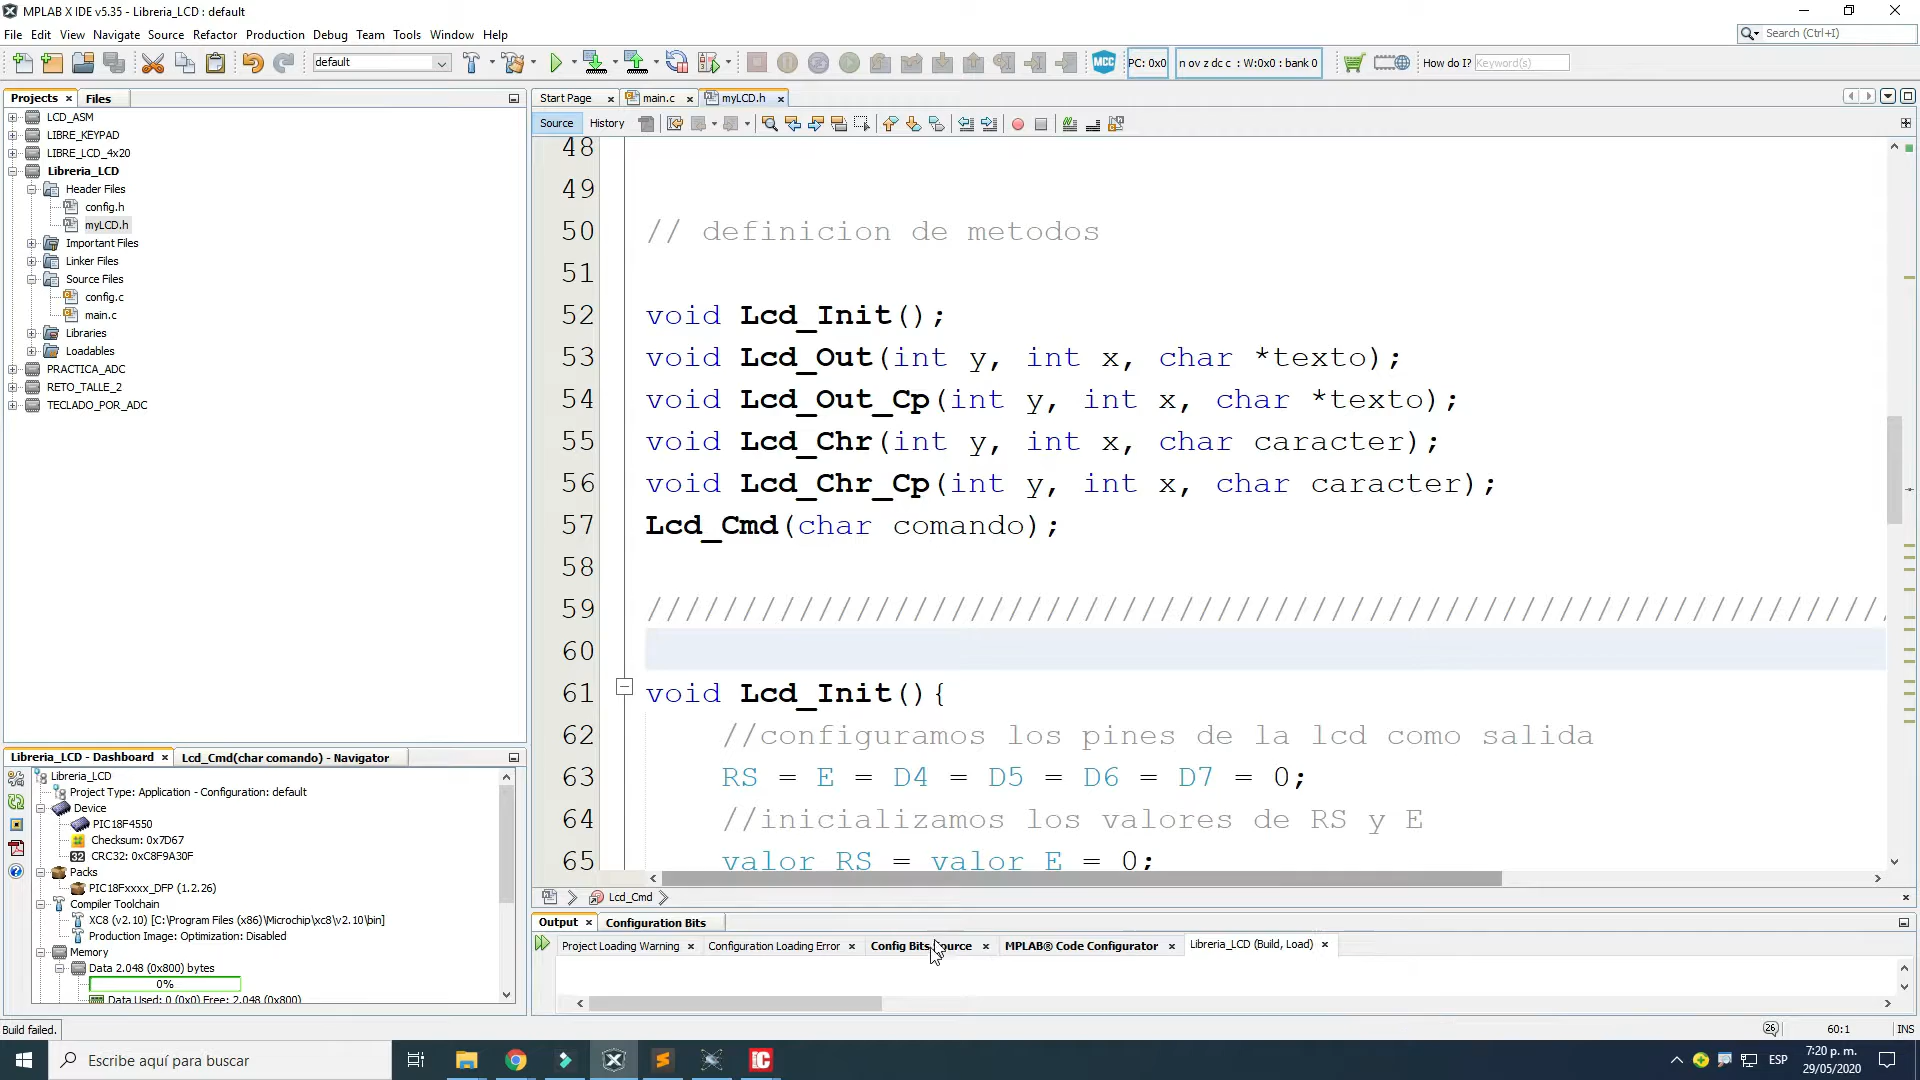 MPLAB X IDE v5.35 - Libreria_LCD : default
File Edit View Navigate Source Refactor Production Debug Team Tools Window Help
Search (Ctrl+I)
default
PC: 0x0
n ov z dc c : W:0x0 : bank 0
How do I? Keyword(s)
Projects Files
LCD_ASM
LIBRE_KEYPAD
LIBRE_LCD_4x20
Libreria_LCD
Header Files
config.h
myLCD.h
Important Files
Linker Files
Source Files
config.c
main.c
Libraries
Loadables
PRACTICA_ADC
RETO_TALLE_2
TECLADO_POR_ADC
Start Page main.c myLCD.h
Source History
48
49
50 // definicion de metodos
51
52 void Lcd_Init();
53 void Lcd_Out(int y, int x, char *texto);
54 void Lcd_Out_Cp(int y, int x, char *texto);
55 void Lcd_Chr(int y, int x, char caracter);
56 void Lcd_Chr_Cp(int y, int x, char caracter);
57 Lcd_Cmd(char comando);
58
59 //////////////////////////////////////////////////////////////////
60
61 void Lcd_Init(){
62 //configuramos los pines de la lcd como salida
63 RS = E = D4 = D5 = D6 = D7 = 0;
64 //inicializamos los valores de RS y E
65 valor_RS = valor_E = 0;
Lcd_Cmd
Libreria_LCD - Dashboard Lcd_Cmd(char comando) - Navigator
Libreria_LCD
Project Type: Application - Configuration: default
Device
PIC18F4550
Checksum: 0x7D67
CRC32: 0xC8F9A30F
Packs
PIC18Fxxxx_DFP (1.2.26)
Compiler Toolchain
XC8 (v2.10) [C:\Program Files (x86)\Microchip\xc8\v2.10\bin]
Production Image: Optimization: Disabled
Memory
Data 2.048 (0x800) bytes
0%
Data Used: 0 (0x0) Free: 2.048 (0x800)
Output Configuration Bits
Project Loading Warning Configuration Loading Error Config Bits Source MPLAB® Code Configurator Libreria_LCD (Build, Load)
Build failed.
26
60:1
INS
Escribe aquí para buscar
ESP
7:20 p. m.
29/05/2020